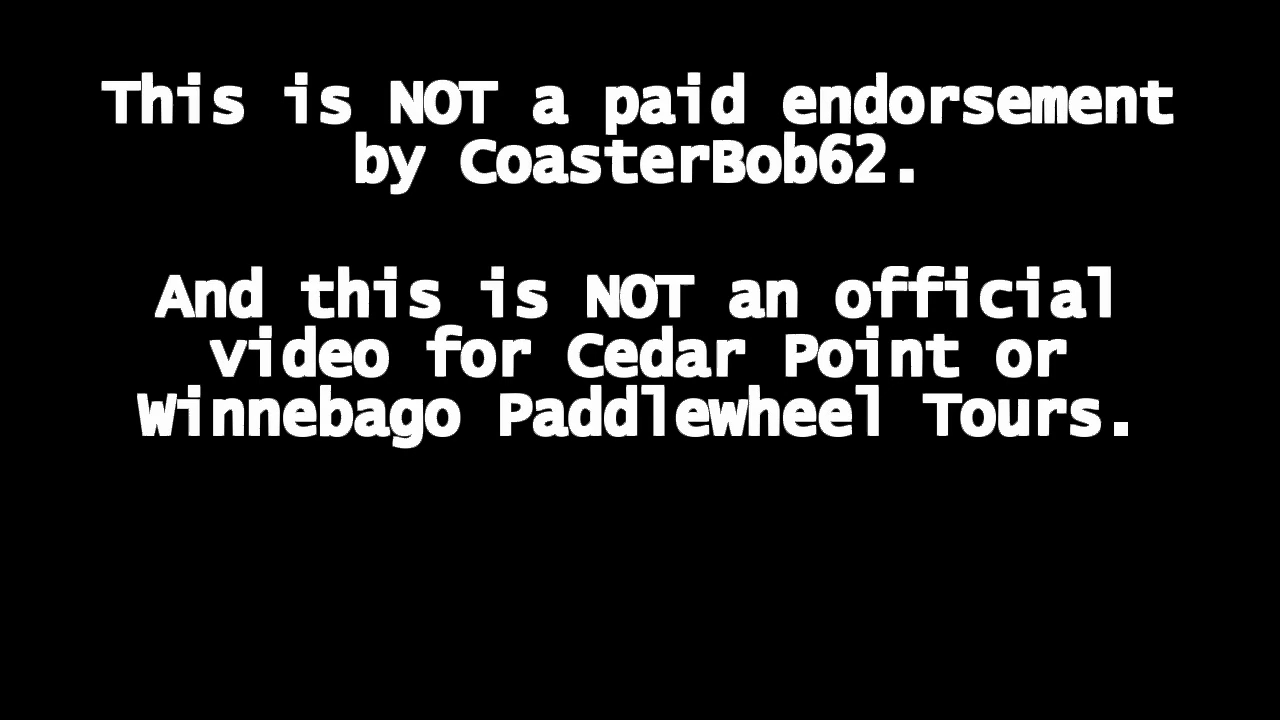 This is NOT a paid endorsement
by CoasterBob62.
And this is NOT an official
video for Cedar Point or
Winnebago Paddlewheel Tours.